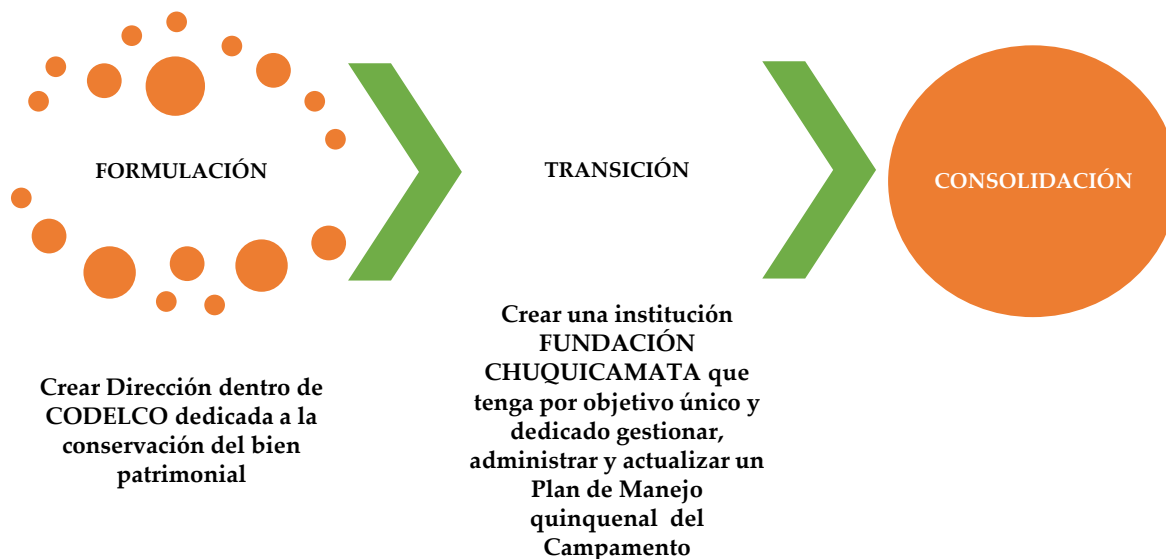 FORMULACIÓN
Crear Dirección dentro de
CODELCO dedicada a la
conservación del bien
patrimonial
TRANSICIÓN
Crear una institución
FUNDACIÓN
CHUQUICAMATA que
tenga por objetivo único y
dedicado gestionar,
administrar y actualizar un
Plan de Manejo
quinquenal del
Campamento
CONSOLIDACIÓN